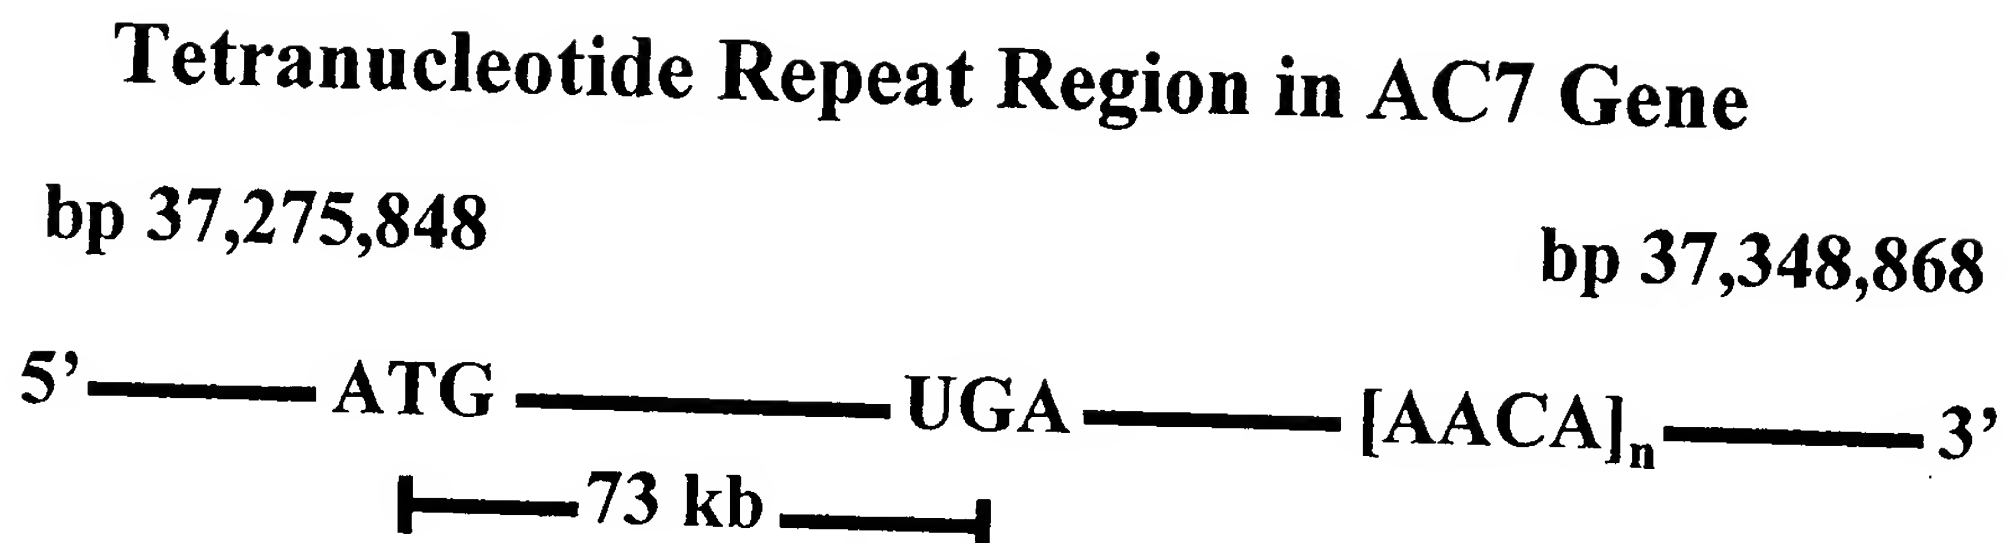 Tetranucleotide Repeat Region in AC7 Gene
bp 37,275,848
bp 37,348,868
5’ ATG UGA [AACA]n 3’
73 kb